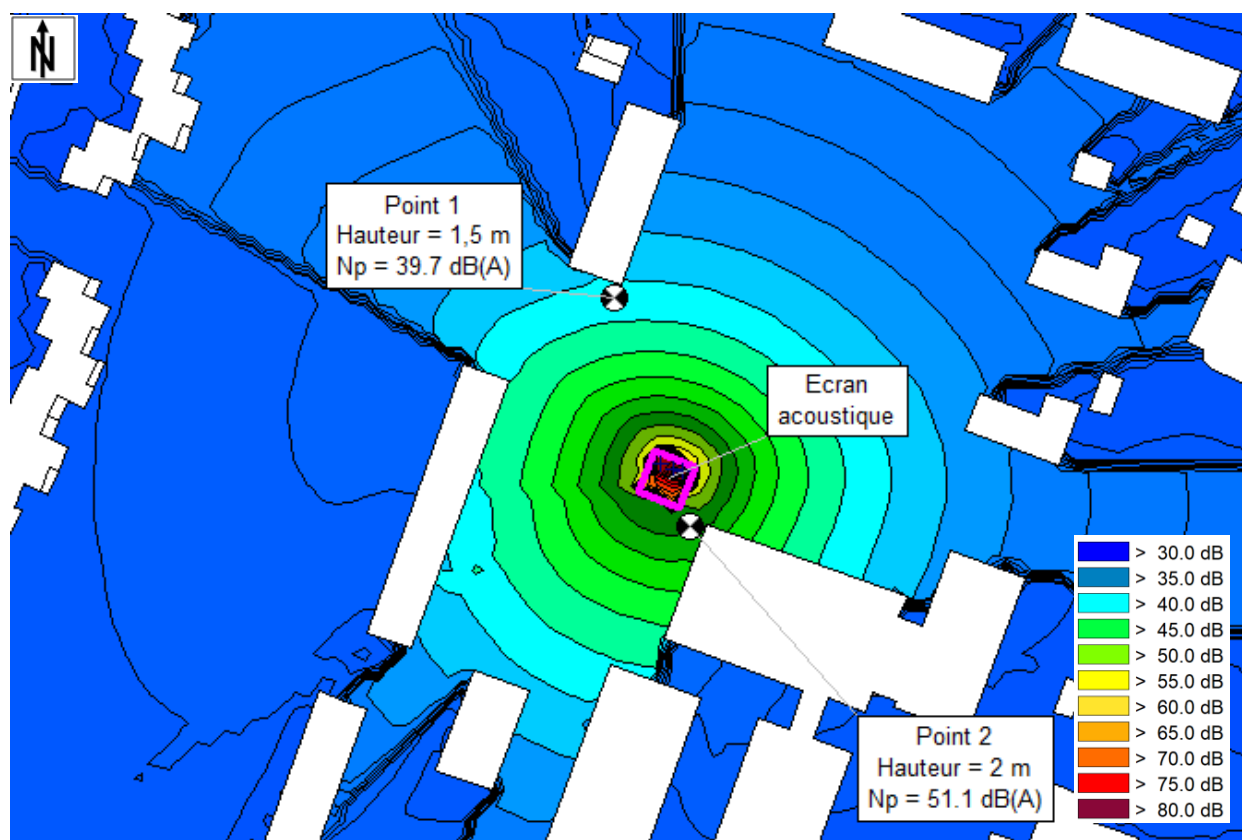 N
Point 1
Hauteur = 1,5 m
Np = 39.7 dB(A)
Ecran
acoustique
Point 2
Hauteur = 2 m
Np = 51.1 dB(A)
> 30.0 dB
> 35.0 dB
> 40.0 dB
> 45.0 dB
> 50.0 dB
> 55.0 dB
> 60.0 dB
> 65.0 dB
> 70.0 dB
> 75.0 dB
> 80.0 dB